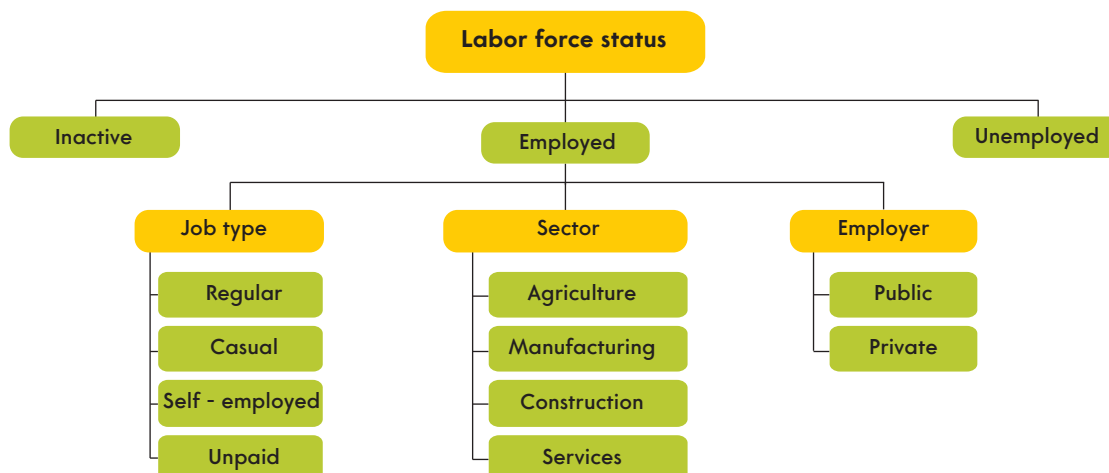 Labor force status
Inactive
Employed
Unemployed
Job type
Sector
Employer
Regular
Agriculture
Public
Casual
Manufacturing
Private
Self - employed
Construction
Unpaid
Services